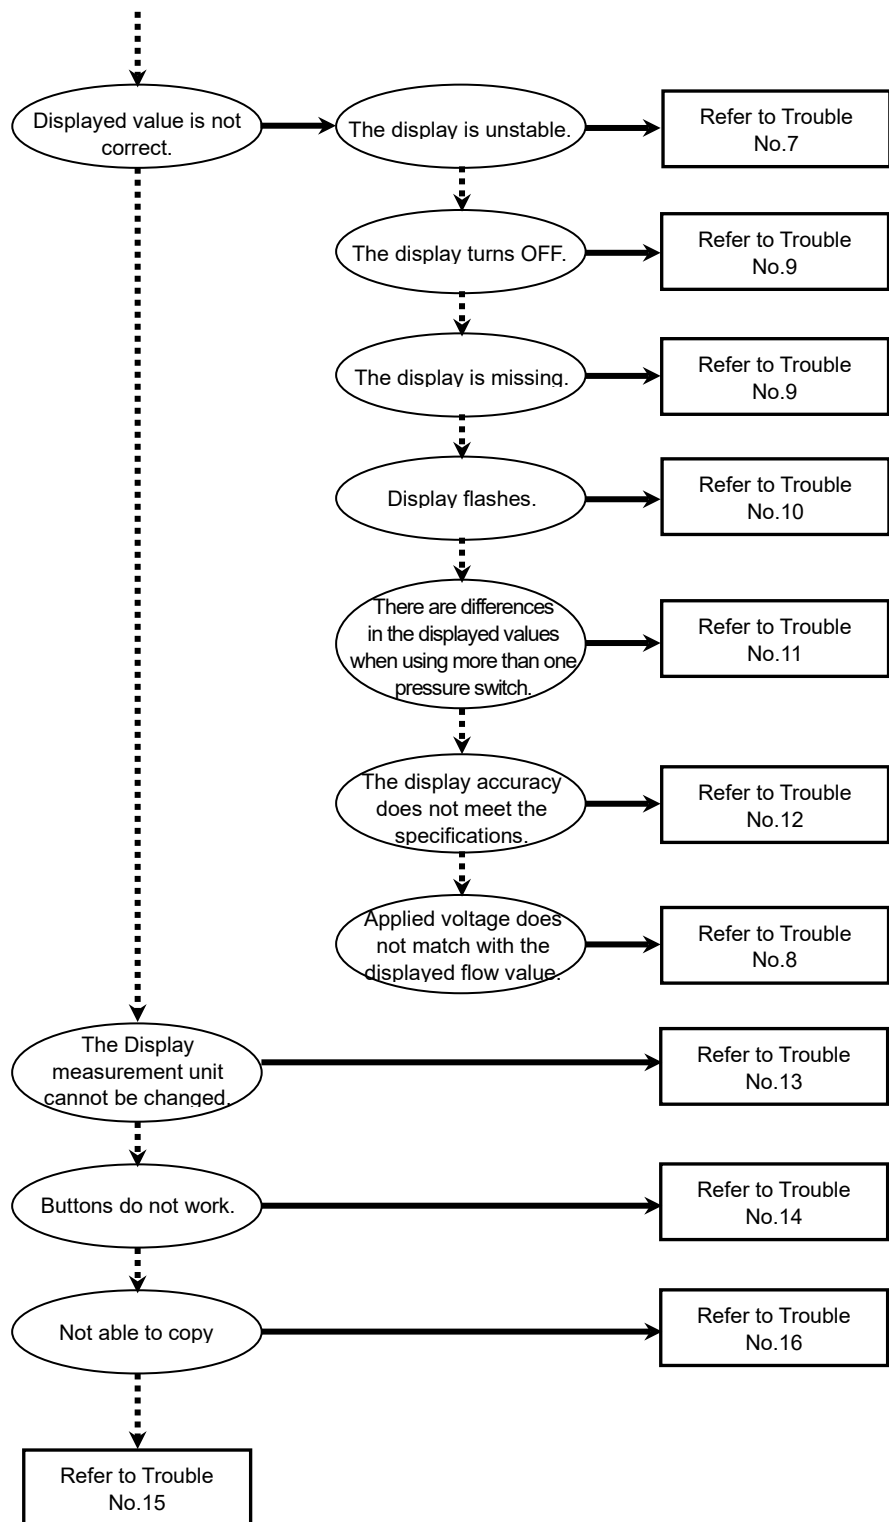 Displayed value is not
correct.
The display is unstable.
Refer to Trouble
No.7
The display turns OFF.
Refer to Trouble
No.9
The display is missing.
Refer to Trouble
No.9
Display flashes.
Refer to Trouble
No.10
There are differences
in the displayed values
when using more than one
pressure switch.
Refer to Trouble
No.11
The display accuracy
does not meet the
specifications.
Refer to Trouble
No.12
Applied voltage does
not match with the
displayed flow value.
Refer to Trouble
No.8
The Display
measurement unit
cannot be changed.
Refer to Trouble
No.13
Buttons do not work.
Refer to Trouble
No.14
Not able to copy
Refer to Trouble
No.16
Refer to Trouble
No.15